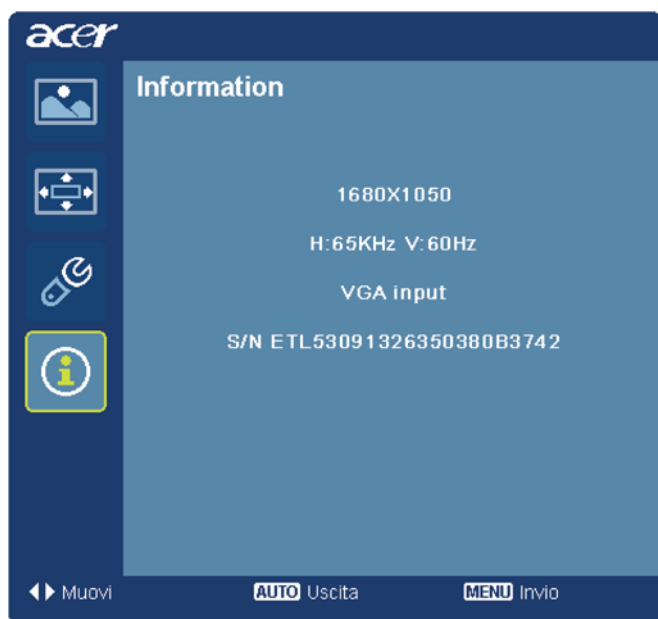 acer
Information
1680X1050
H:65KHz V:60Hz
VGA input
S/N ETL53091326350380B3742
Muovi AUTO Uscita MENU Invio